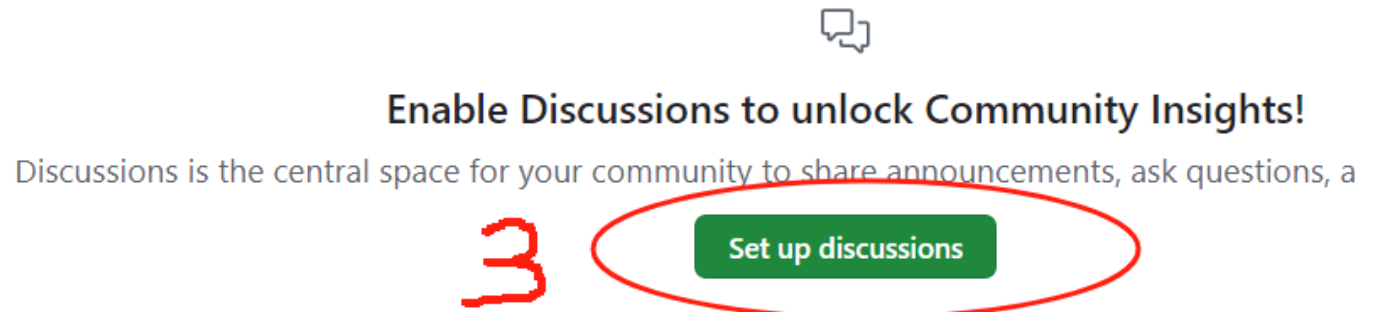 Enable Discussions to unlock Community Insights!
Discussions is the central space for your community to share announcements, ask questions, a
3
Set up discussions